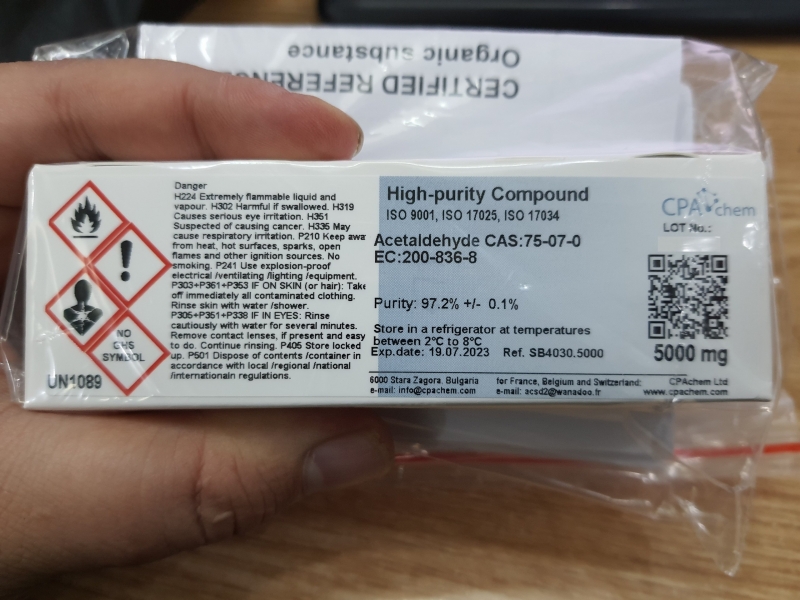 Organic substance
CERTIFIED REFEREN
Danger
H224 Extremely flammable liquid and
vapour. H302 Harmful if swallowed. H319
Causes serious eye irritation. H351
Suspected of causing cancer. H335 May
cause respiratory irritation. P210 Keep away
from heat, hot surfaces, sparks, open
flames and other ignition sources. No
smoking. P241 Use explosion-proof
electrical /ventilating /lighting /equipment.
P303+P361+P353 IF ON SKIN (or hair): Take
off immediately all contaminated clothing.
Rinse skin with water /shower.
P305+P351+P338 IF IN EYES: Rinse
cautiously with water for several minutes.
Remove contact lenses, if present and easy
to do. Continue rinsing. P405 Store locked
up. P501 Dispose of contents /container in
accordance with local /regional /national
/internationaln regulations.
NO
GHS
SYMBOL
UN1089
High-purity Compound
ISO 9001, ISO 17025, ISO 17034
Acetaldehyde CAS:75-07-0
EC:200-836-8
Purity: 97.2% +/- 0.1%
Store in a refrigerator at temperatures
between 2°C to 8°C
Exp.date: 19.07.2023 Ref. SB4030.5000
6000 Stara Zagora, Bulgaria
e-mail: info@cpachem.com
for France, Belgium and Switzerland:
e-mail: acsd2@wanadoo.fr
CPAchem
LOT No.:
5000 mg
CPAchem Ltd
www.cpachem.com